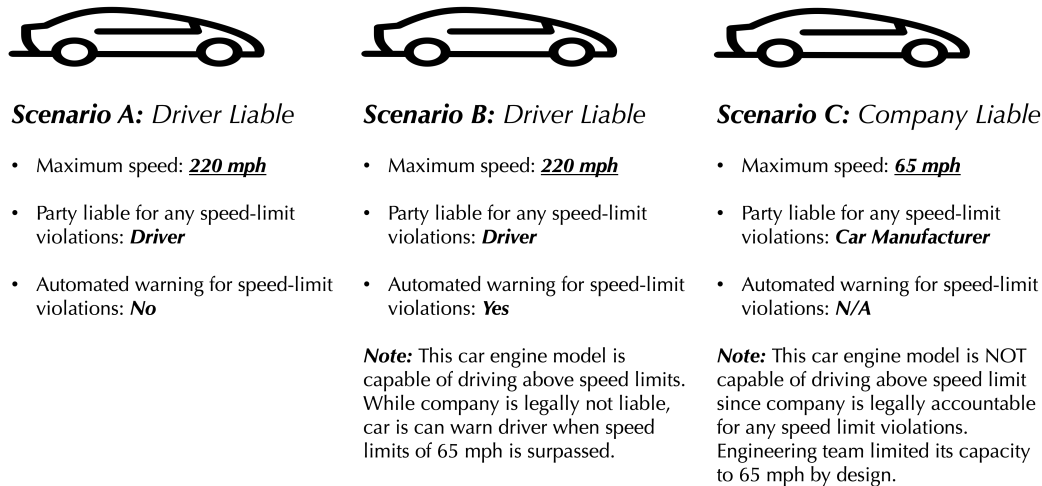 Scenario A: Driver Liable
• Maximum speed: 220 mph
• Party liable for any speed-limit
violations: Driver
• Automated warning for speed-limit
violations: No
Scenario B: Driver Liable
• Maximum speed: 220 mph
• Party liable for any speed-limit
violations: Driver
• Automated warning for speed-limit
violations: Yes
Note: This car engine model is
capable of driving above speed limits.
While company is legally not liable,
car is can warn driver when speed
limits of 65 mph is surpassed.
Scenario C: Company Liable
• Maximum speed: 65 mph
• Party liable for any speed-limit
violations: Car Manufacturer
• Automated warning for speed-limit
violations: N/A
Note: This car engine model is NOT
capable of driving above speed limit
since company is legally accountable
for any speed limit violations.
Engineering team limited its capacity
to 65 mph by design.